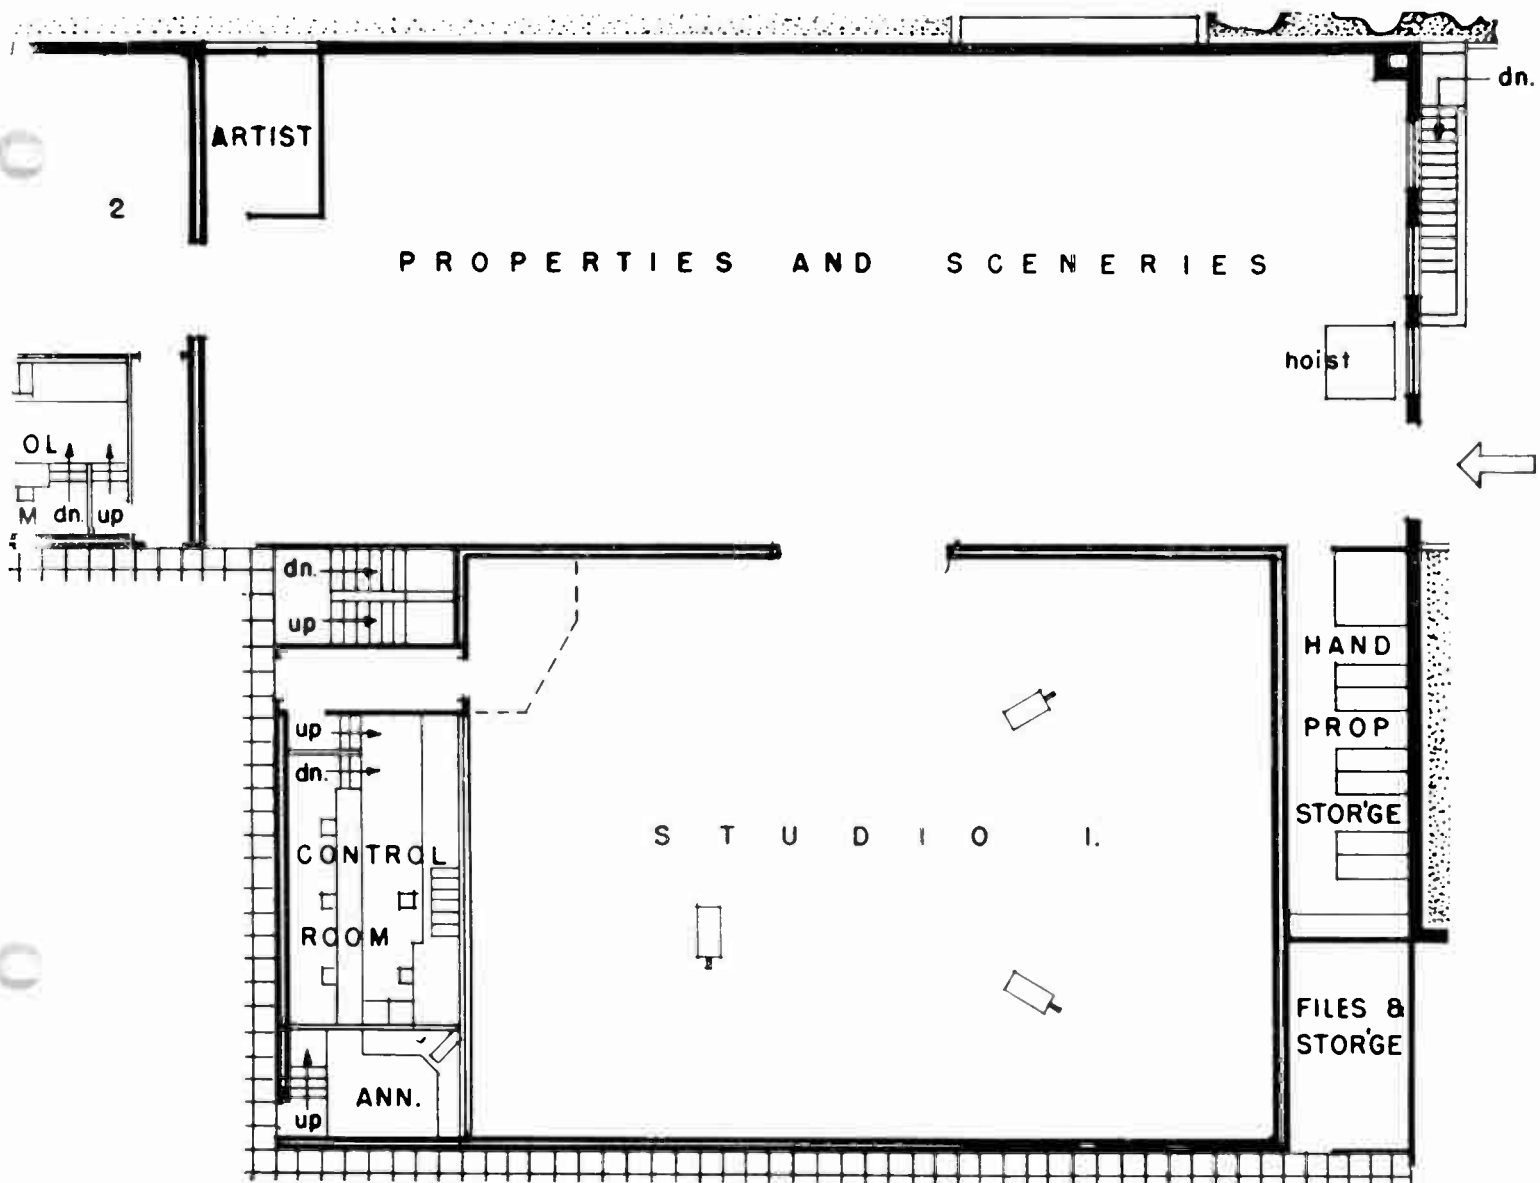 dn.
ARTIST
2
PROPERTIES AND SCENERIES
hoist
OL
M dn. up
dn.
up
HAND
PROP
STOR'GE
up
dn.
CONTROL
ROOM
STUDIO 1.
FILES &
STOR'GE
ANN.
up